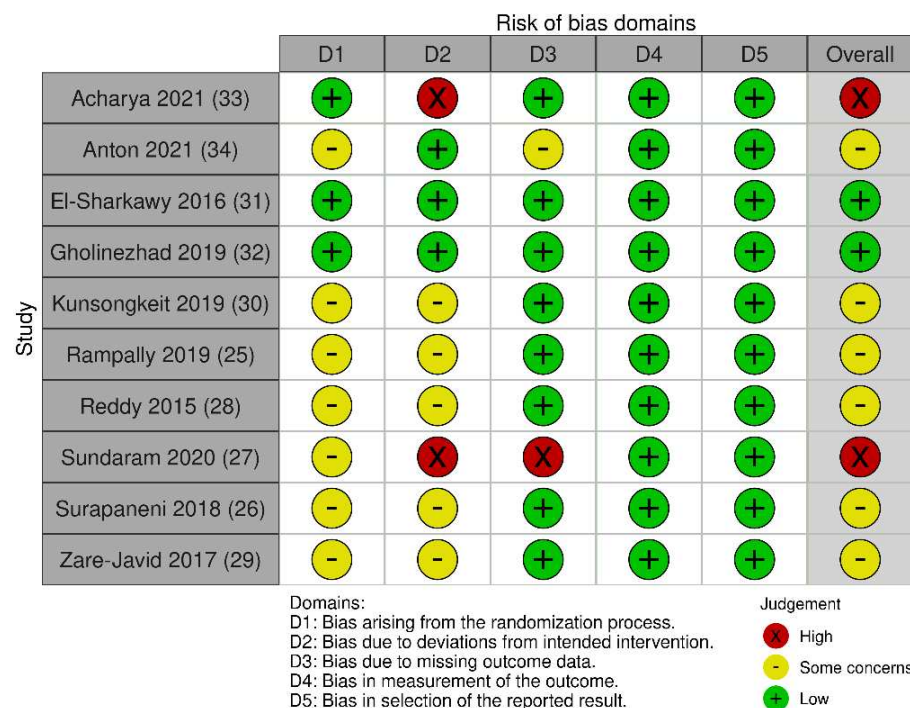 Risk of bias domains
D1 D2 D3 D4 D5 Overall
Study
Acharya 2021 (33) + X + + + X
Anton 2021 (34) - + - + + -
El-Sharkawy 2016 (31) + + + + + +
Gholinezhad 2019 (32) + + + + + +
Kunsongkeit 2019 (30) - - + + + -
Rampally 2019 (25) - - + + + -
Reddy 2015 (28) - - + + + -
Sundaram 2020 (27) - X X + + X
Surapaneni 2018 (26) - - + + + -
Zare-Javid 2017 (29) - - + + + -
Domains:
D1: Bias arising from the randomization process.
D2: Bias due to deviations from intended intervention.
D3: Bias due to missing outcome data.
D4: Bias in measurement of the outcome.
D5: Bias in selection of the reported result.
Judgement
X High
- Some concerns
+ Low